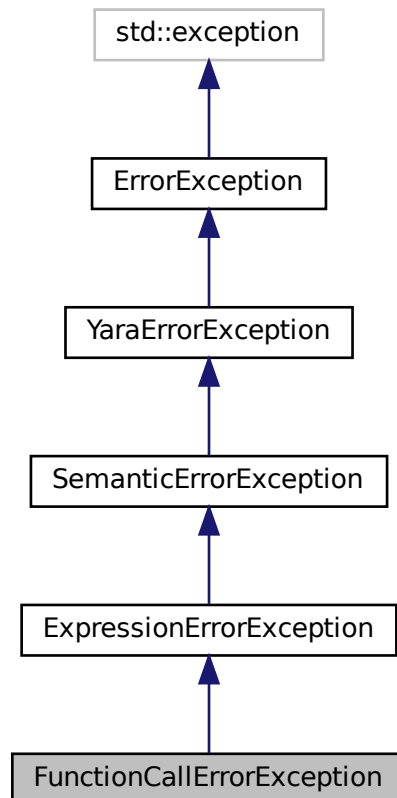 std::exception
ErrorException
YaraErrorException
SemanticErrorException
ExpressionErrorException
FunctionCallErrorException